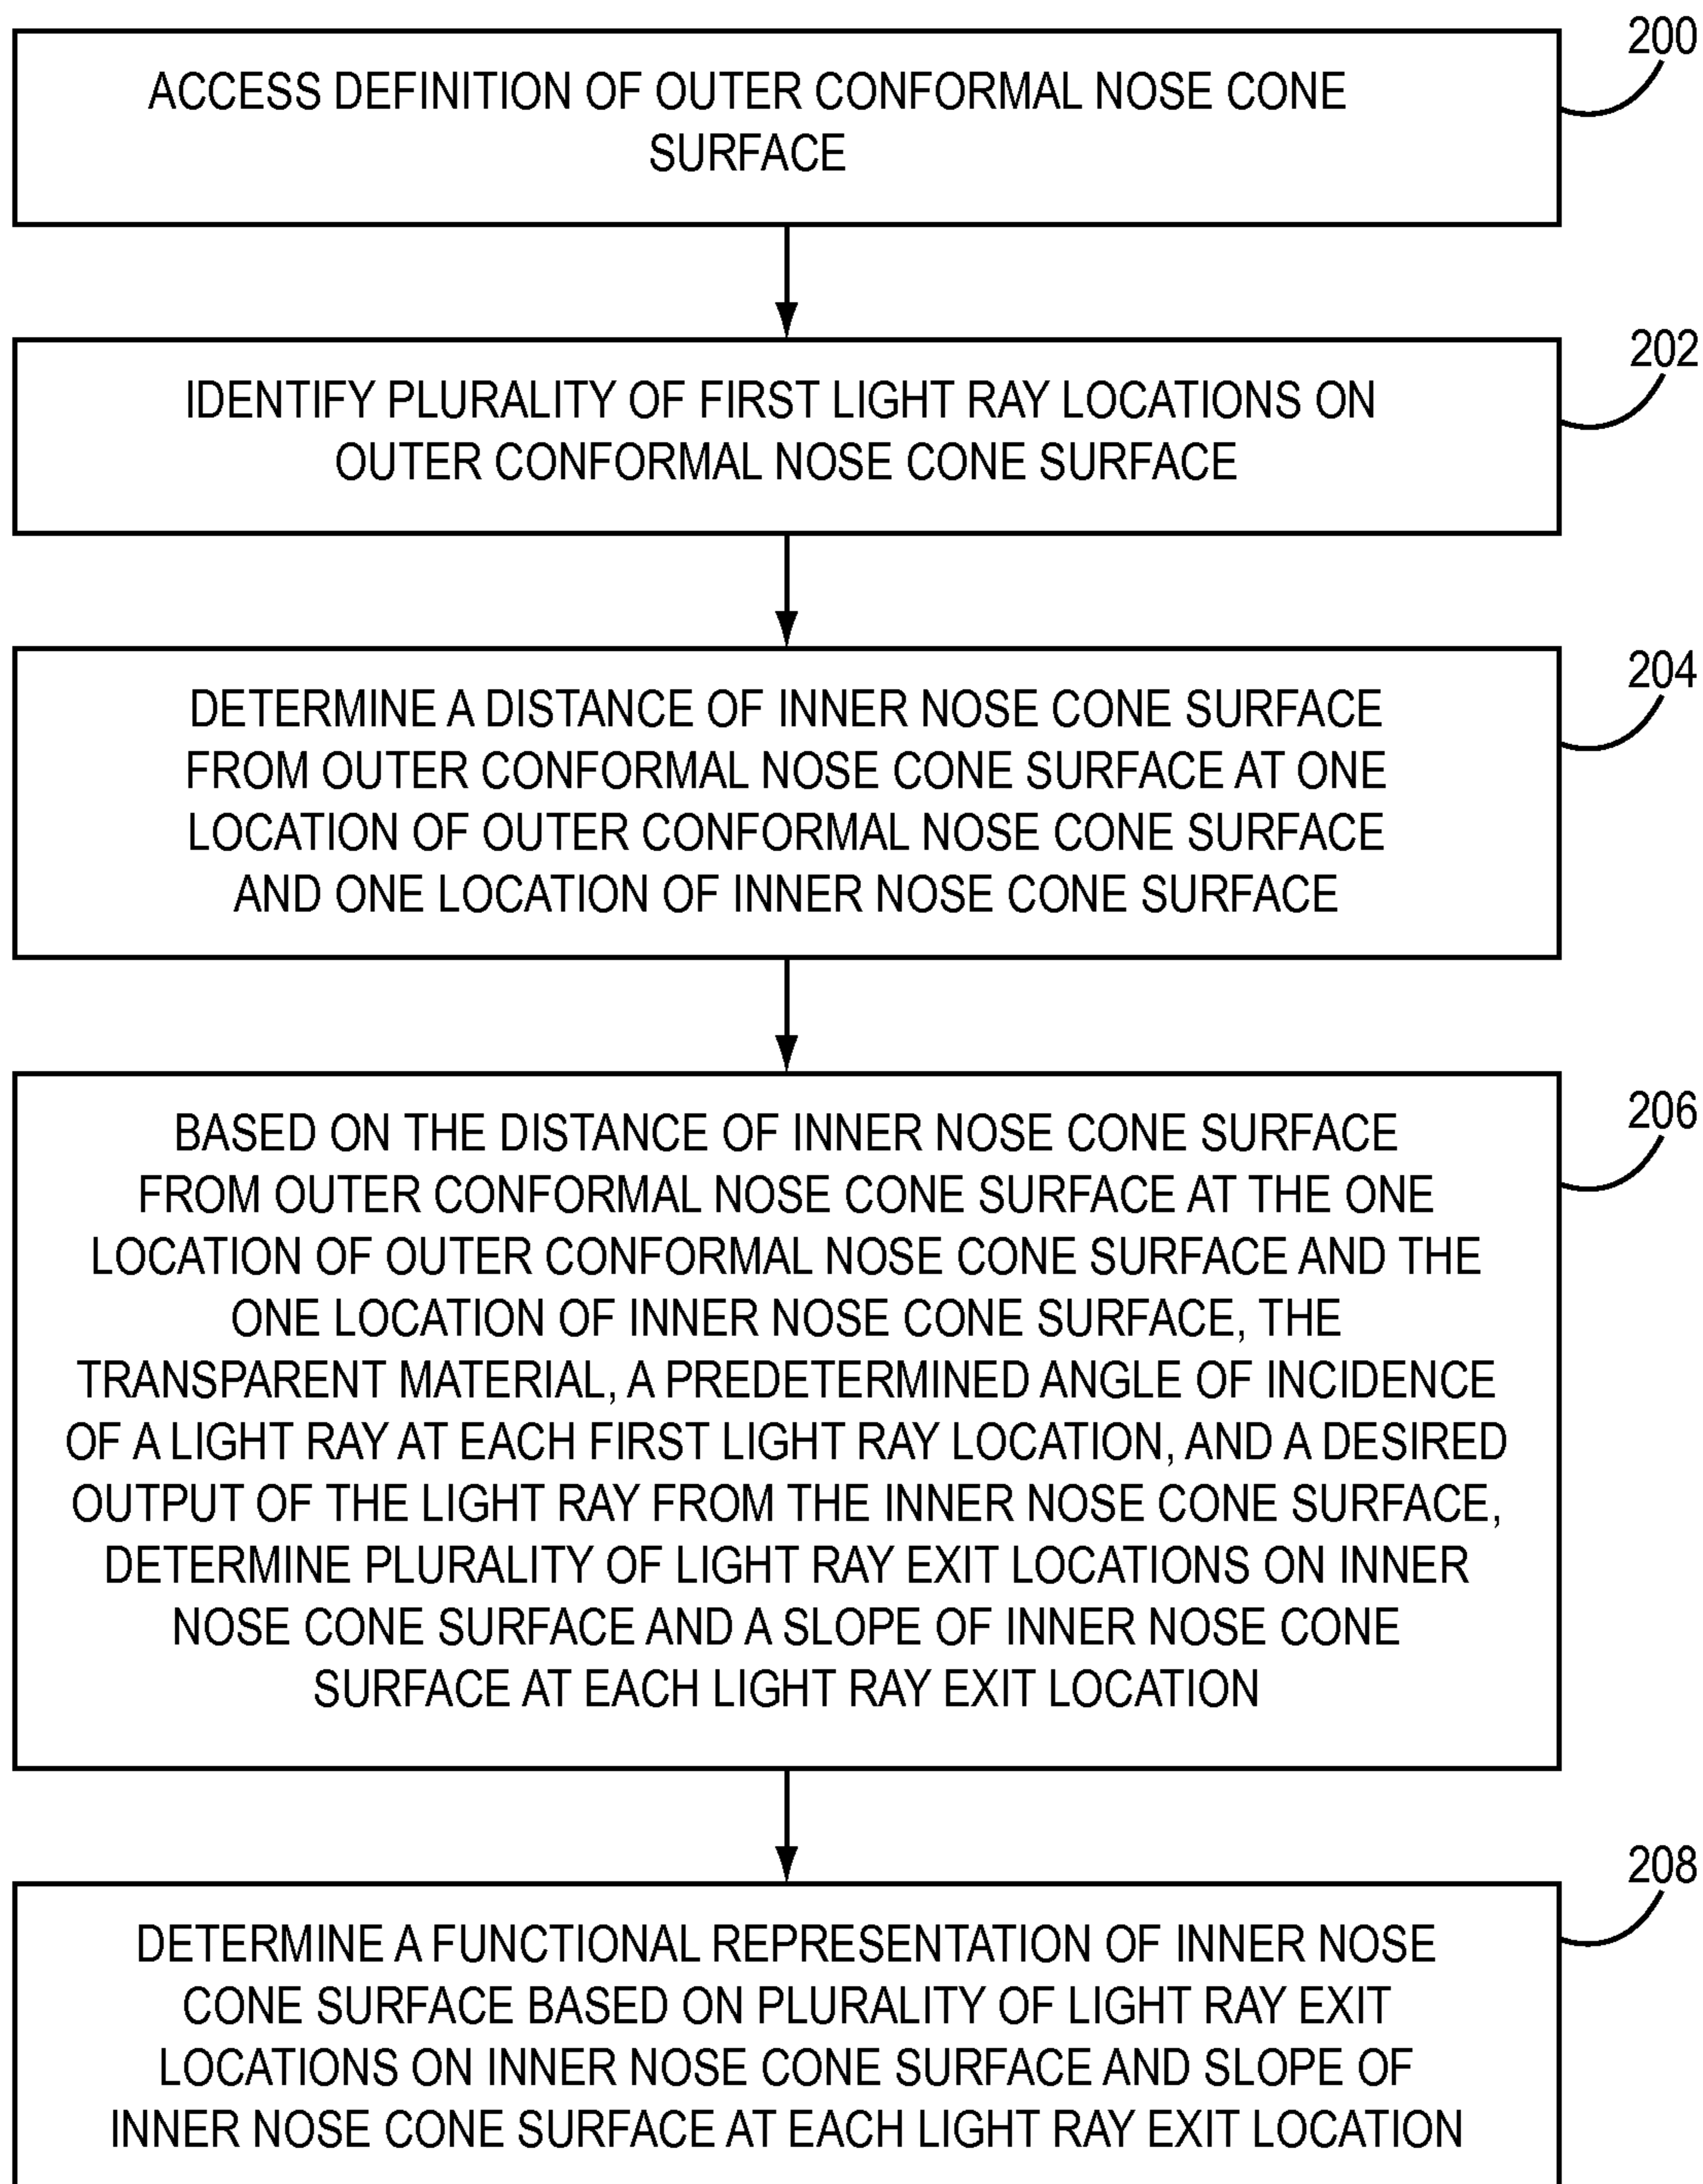 200
ACCESS DEFINITION OF OUTER CONFORMAL NOSE CONE
SURFACE
202
IDENTIFY PLURALITY OF FIRST LIGHT RAY LOCATIONS ON
OUTER CONFORMAL NOSE CONE SURFACE
204
DETERMINE A DISTANCE OF INNER NOSE CONE SURFACE
FROM OUTER CONFORMAL NOSE CONE SURFACE AT ONE
LOCATION OF OUTER CONFORMAL NOSE CONE SURFACE
AND ONE LOCATION OF INNER NOSE CONE SURFACE
206
BASED ON THE DISTANCE OF INNER NOSE CONE SURFACE
FROM OUTER CONFORMAL NOSE CONE SURFACE AT THE ONE
LOCATION OF OUTER CONFORMAL NOSE CONE SURFACE AND THE
ONE LOCATION OF INNER NOSE CONE SURFACE, THE
TRANSPARENT MATERIAL, A PREDETERMINED ANGLE OF INCIDENCE
OF A LIGHT RAY AT EACH FIRST LIGHT RAY LOCATION, AND A DESIRED
OUTPUT OF THE LIGHT RAY FROM THE INNER NOSE CONE SURFACE,
DETERMINE PLURALITY OF LIGHT RAY EXIT LOCATIONS ON INNER
NOSE CONE SURFACE AND A SLOPE OF INNER NOSE CONE
SURFACE AT EACH LIGHT RAY EXIT LOCATION
208
DETERMINE A FUNCTIONAL REPRESENTATION OF INNER NOSE
CONE SURFACE BASED ON PLURALITY OF LIGHT RAY EXIT
LOCATIONS ON INNER NOSE CONE SURFACE AND SLOPE OF
INNER NOSE CONE SURFACE AT EACH LIGHT RAY EXIT LOCATION